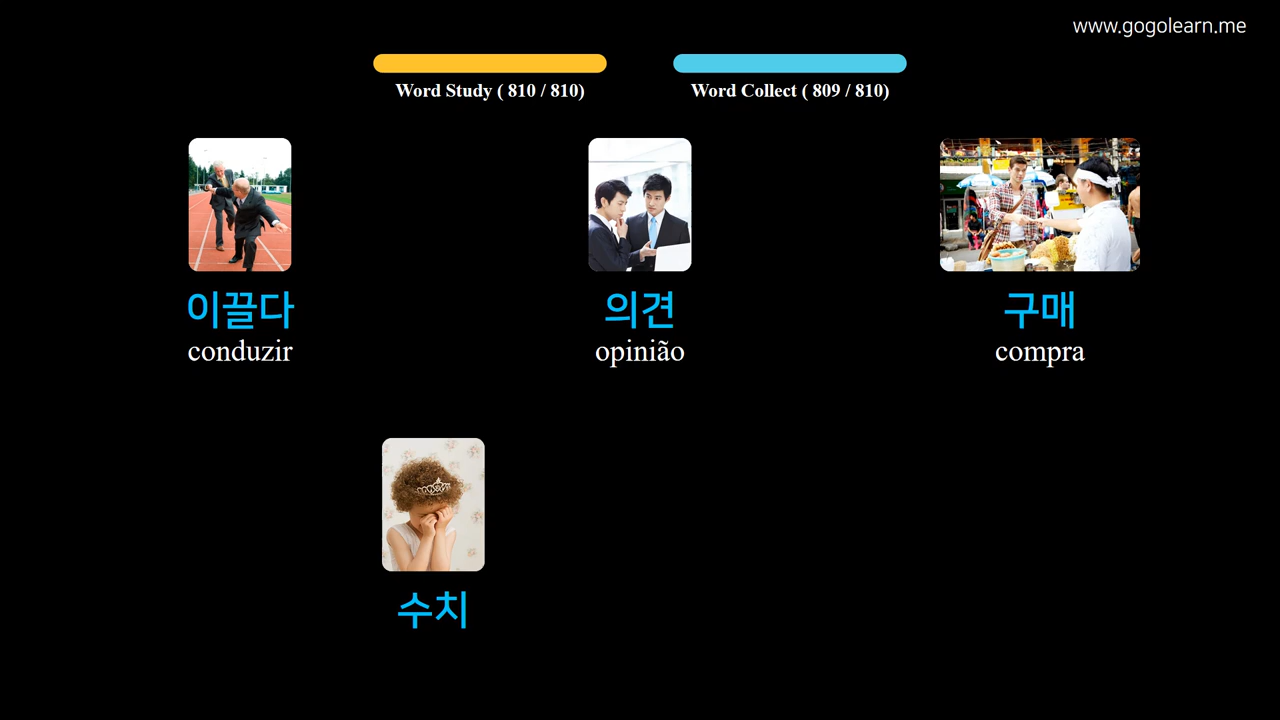 www.gogolearn.me
Word Study ( 810 / 810)
Word Collect ( 809 / 810)
이끌다
conduzir
의견
opinião
구매
compra
수치